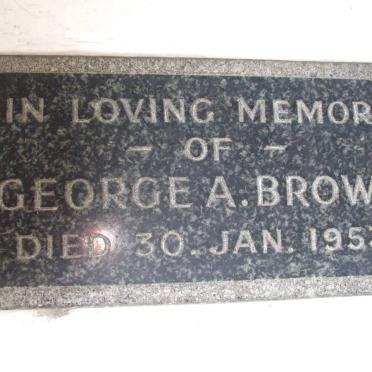 IN LOVING MEMOR
- OF -
GEORGE A. BROW
DIED 30. JAN. 195